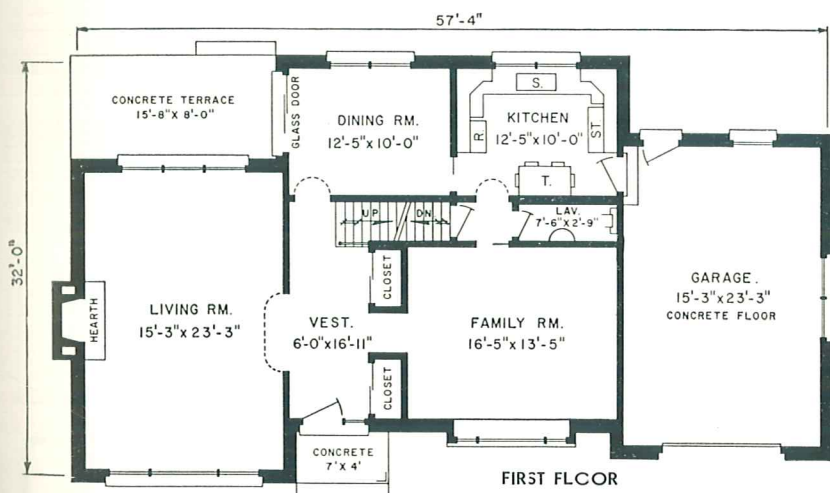 57'-4"
CONCRETE TERRACE
15'-8" X 8'-0"
GLASS DOOR
DINING RM.
12'-5" x 10'-0"
S.
KITCHEN
12'-5" x 10'-0"
R.
ST.
T.
UP
DN
LAV.
7'-6" x 2'-9"
32'-0"
HEARTH
LIVING RM.
15'-3" x 23'-3"
VEST.
6'-0" x 16'-11"
CLOSET
FAMILY RM.
16'-5" x 13'-5"
GARAGE.
15'-3" x 23'-3"
CONCRETE FLOOR
CLOSET
CONCRETE
7' X 4'
FIRST FLOOR